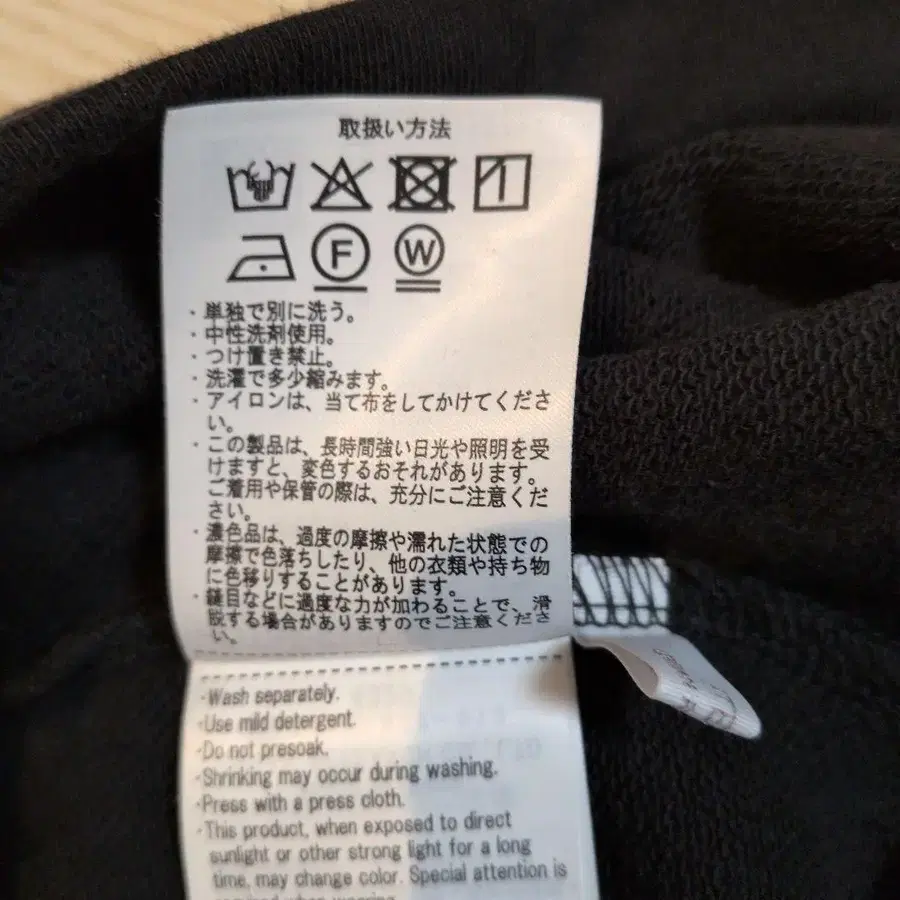 取扱い方法
F W
・単独で別に洗う。
・中性洗剤使用。
・つけ置き禁止。
・洗濯で多少縮みます。
・アイロンは、当て布をしてかけてくださ
い。
・この製品は、長時間強い日光や照明を受
けますと、変色するおそれがあります。
ご着用や保管の際は、充分にご注意くだ
さい。
・濃色品は、過度の摩擦や濡れた状態での
摩擦で色落ちしたり、他の衣類や持ち物
に色移りすることがあります。
・縫目などに過度な力が加わることで、滑
脱する場合がありますのでご注意くださ
い。
・Wash separately.
・Use mild detergent.
・Do not presoak.
・Shrinking may occur during washing.
・Press with a press cloth.
・This product, when exposed to direct
sunlight or other strong light for a long
time, may change color. Special attention is
required when wearing